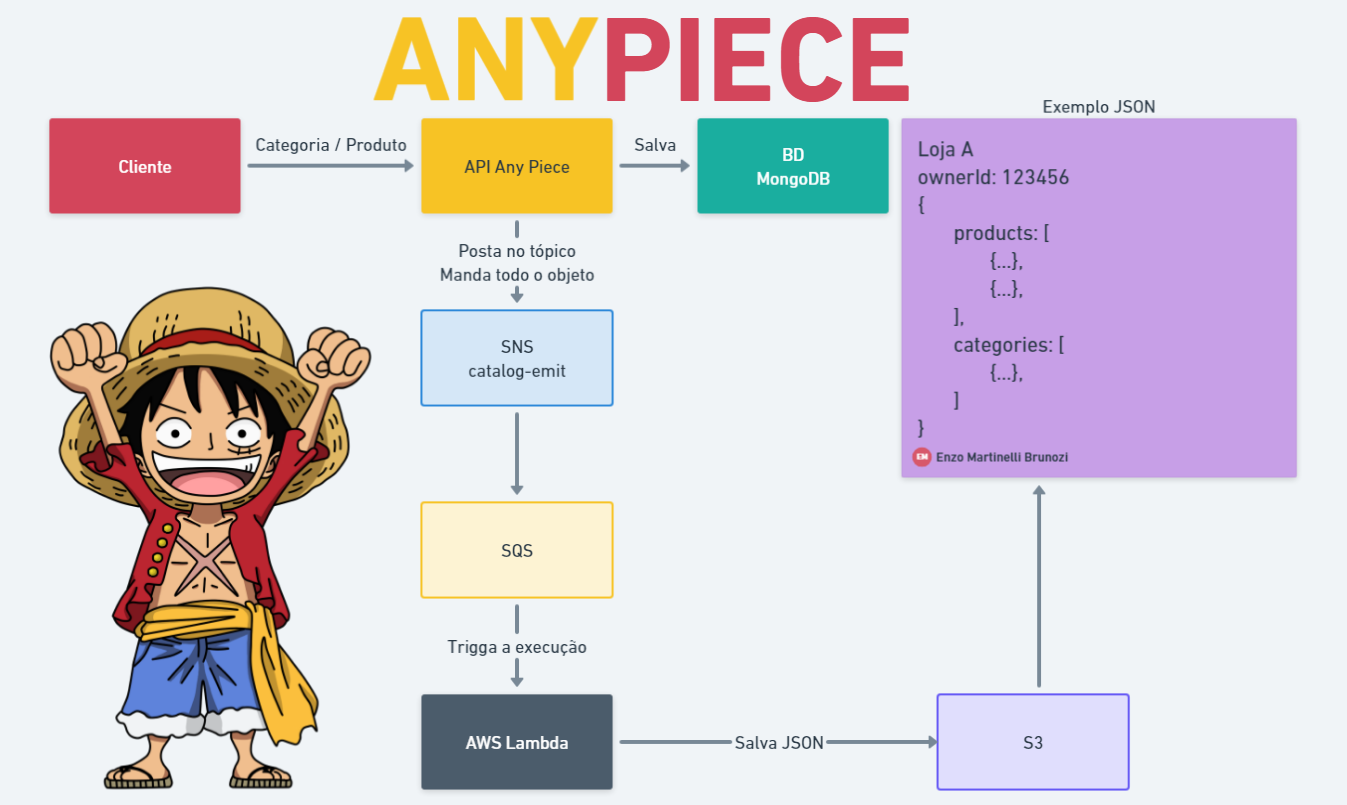 ANYPIECE
Cliente
Categoria / Produto
API Any Piece
Salva
BD
MongoDB
Exemplo JSON
Loja A
ownerId: 123456
{
products: [
{...},
{...},
],
categories: [
{...},
]
}
EM Enzo Martinelli Brunozi
Posta no tópico
Manda todo o objeto
SNS
catalog-emit
SQS
Trigga a execução
AWS Lambda
Salva JSON
S3